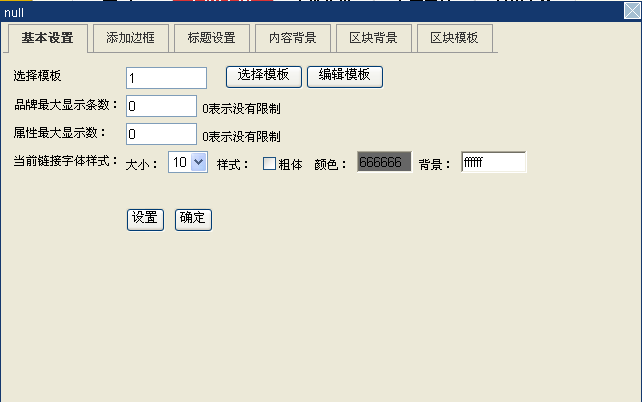 null
基本设置 添加边框 标题设置 内容背景 区块背景 区块模板
选择模板 1 选择模板 编辑模板
品牌最大显示条数： 0 0表示没有限制
属性最大显示数： 0 0表示没有限制
当前链接字体样式： 大小： 10 样式： 粗体 颜色： 666666 背景： ffffff
设置 确定